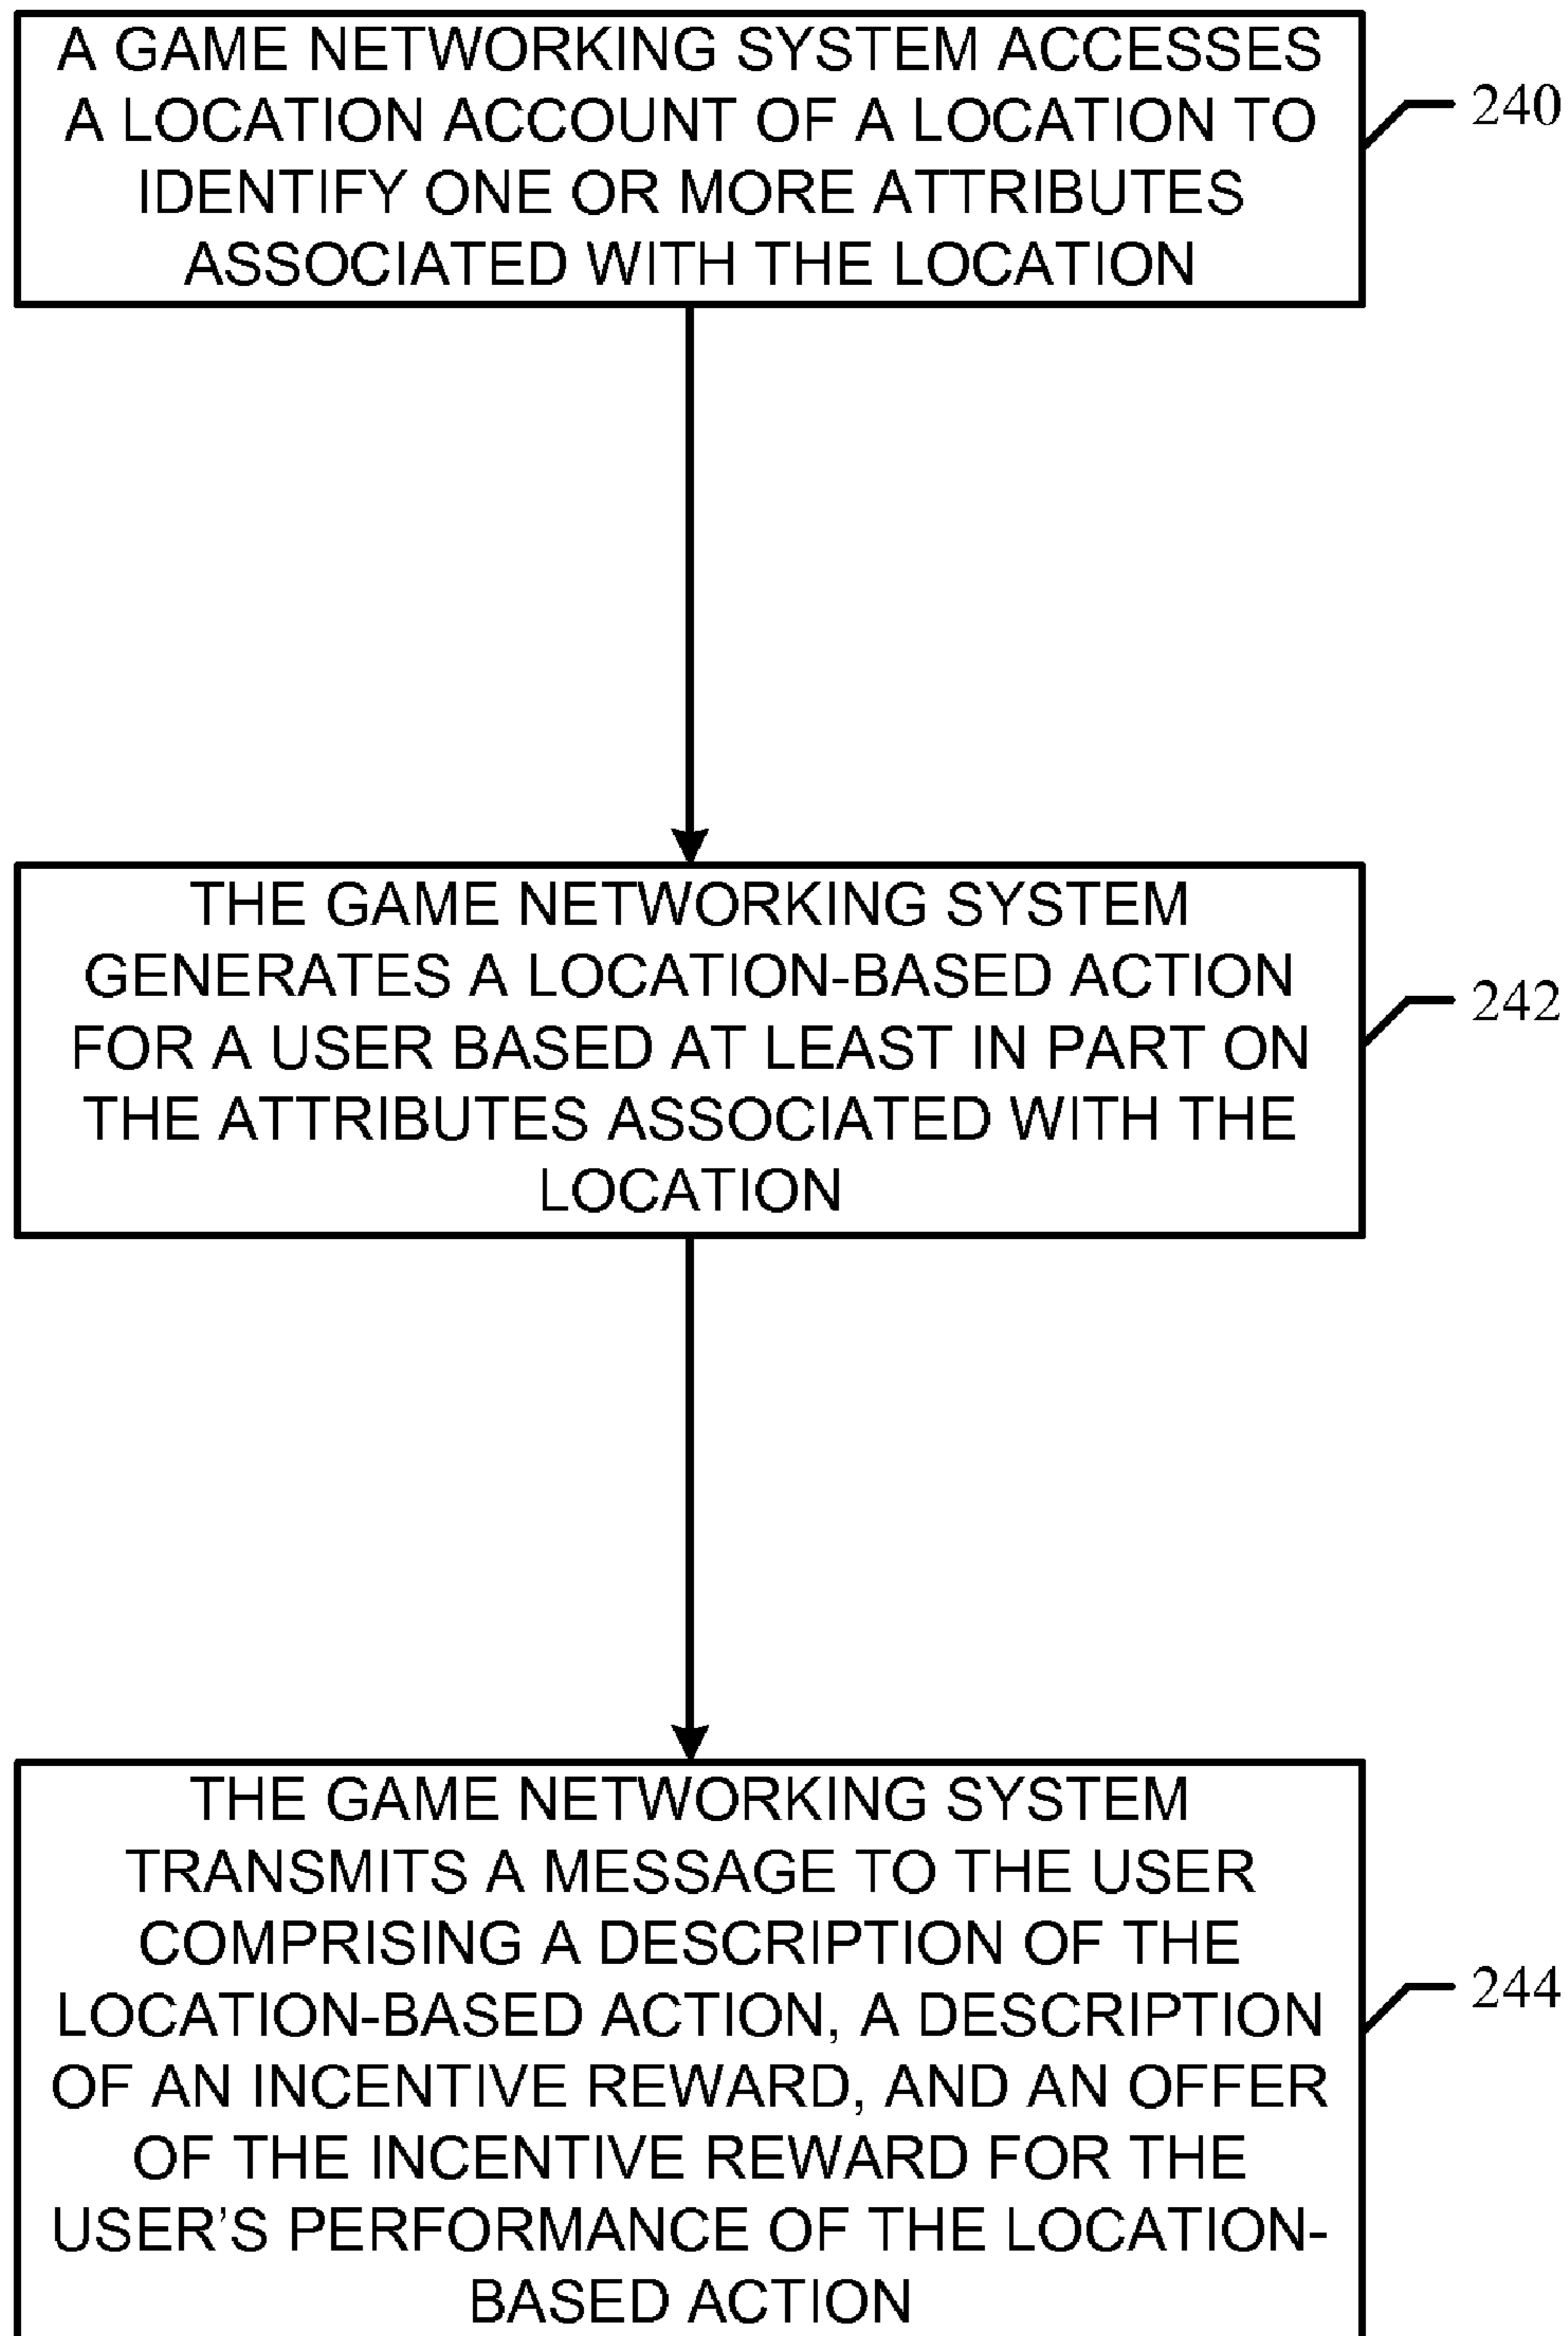 A GAME NETWORKING SYSTEM ACCESSES
A LOCATION ACCOUNT OF A LOCATION TO
IDENTIFY ONE OR MORE ATTRIBUTES
ASSOCIATED WITH THE LOCATION
240
THE GAME NETWORKING SYSTEM
GENERATES A LOCATION-BASED ACTION
FOR A USER BASED AT LEAST IN PART ON
THE ATTRIBUTES ASSOCIATED WITH THE
LOCATION
242
THE GAME NETWORKING SYSTEM
TRANSMITS A MESSAGE TO THE USER
COMPRISING A DESCRIPTION OF THE
LOCATION-BASED ACTION, A DESCRIPTION
OF AN INCENTIVE REWARD, AND AN OFFER
OF THE INCENTIVE REWARD FOR THE
USER’S PERFORMANCE OF THE LOCATION-
BASED ACTION
244